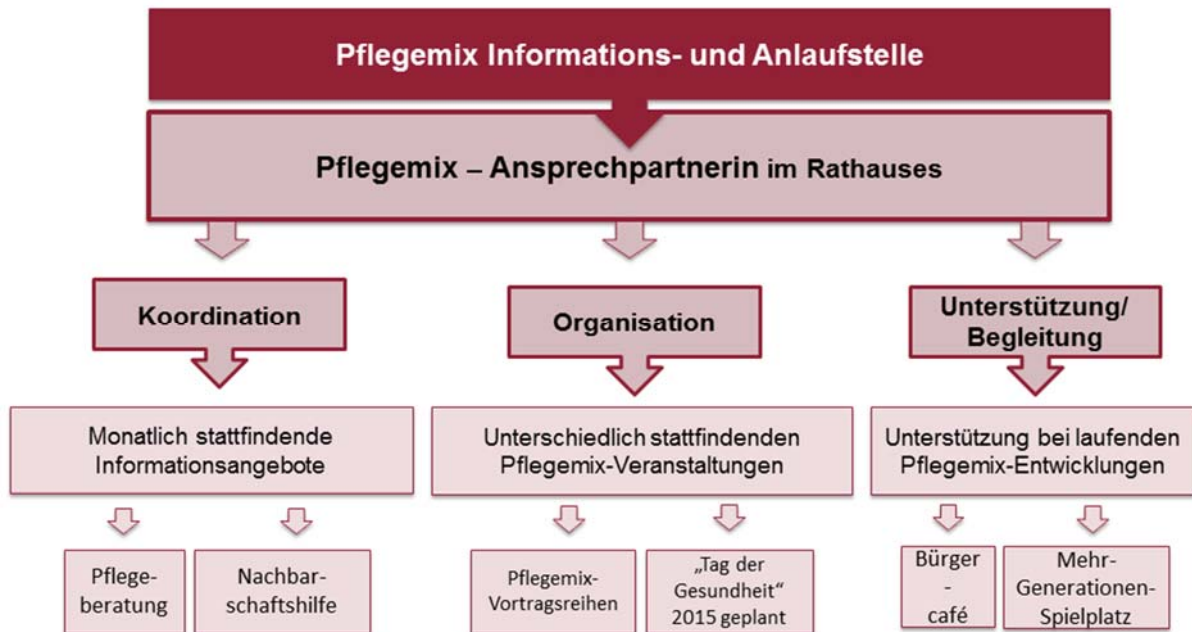 Pflegemix Informations- und Anlaufstelle
Pflegemix – Ansprechpartnerin im Rathauses
Koordination
Organisation
Unterstützung/
Begleitung
Monatlich stattfindende
Informationsangebote
Unterschiedlich stattfindenden
Pflegemix-Veranstaltungen
Unterstützung bei laufenden
Pflegemix-Entwicklungen
Pflege-
beratung
Nachbar-
schaftshilfe
Pflegemix-
Vortragsreihen
„Tag der
Gesundheit“
2015 geplant
Bürger
-
café
Mehr-
Generationen-
Spielplatz